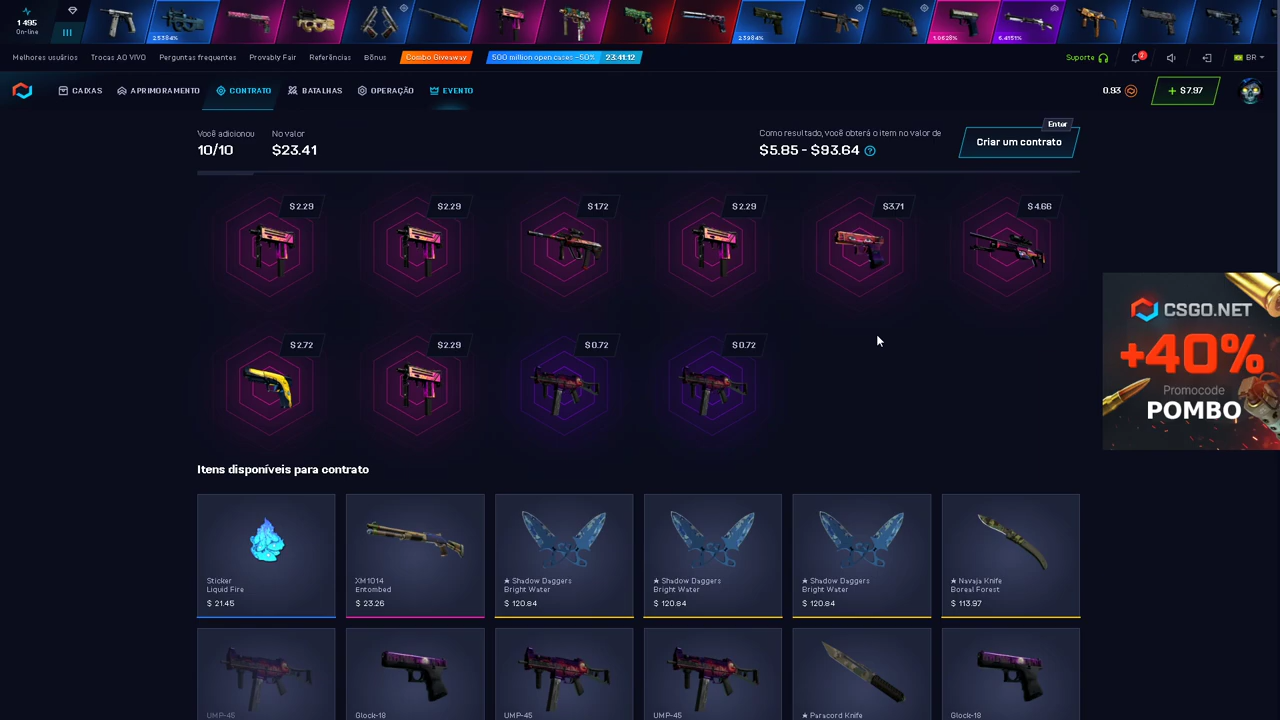 1 495
On-line
2.5384%
2.3984%
1.0628%
6.4151%
Melhores usuários
Trocas AO VIVO
Perguntas frequentes
Provably Fair
Referências
Bônus
Combo Giveaway
500 million open cases -50%
23:41:12
Suporte
2
BR
CAIXAS
APRIMORAMENTO
CONTRATO
BATALHAS
OPERAÇÃO
EVENTO
0.93
+ $7.97
Você adicionou
10/10
No valor
$23.41
Como resultado, você obterá o item no valor de
$5.85 - $93.64
?
Enter
Criar um contrato
$ 2.29
$ 2.29
$ 1.72
$ 2.29
$ 3.71
$ 4.66
$ 2.72
$ 2.29
$ 0.72
$ 0.72
CSGO.NET
+40%
Promocode
POMBO
Itens disponíveis para contrato
Sticker
Liquid Fire
$ 21.45
XM1014
Entombed
$ 23.26
★ Shadow Daggers
Bright Water
$ 120.84
★ Shadow Daggers
Bright Water
$ 120.84
★ Shadow Daggers
Bright Water
$ 120.84
★ Navaja Knife
Boreal Forest
$ 113.97
UMP-45
Glock-18
UMP-45
UMP-45
★ Paracord Knife
Glock-18